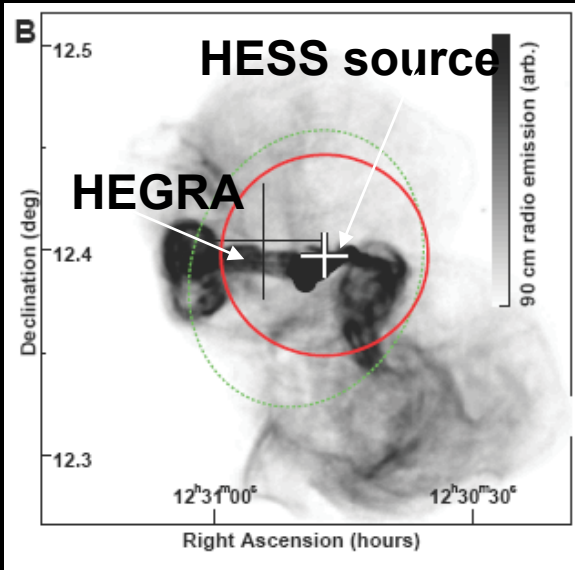 B
12.5
HESS source
HEGRA
12.4
12.3
Declination (deg)
90 cm radio emission (arb.)
12h31m00s
12h30m30s
Right Ascension (hours)